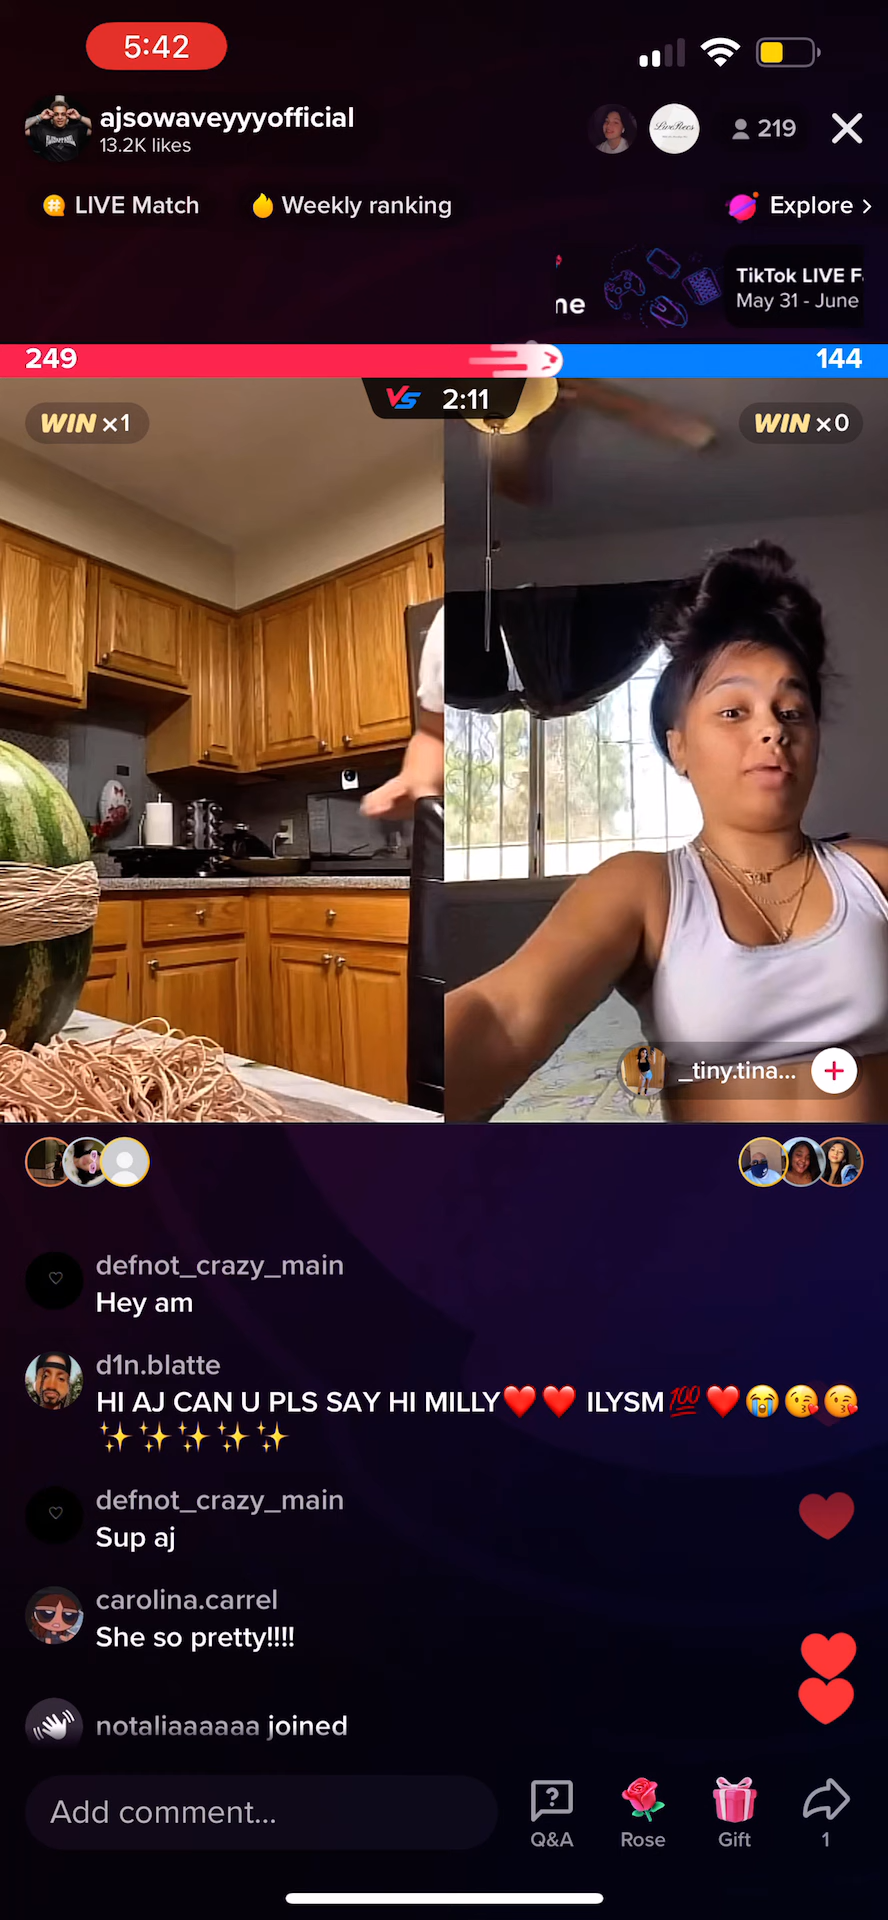 5:42
ajsowaveyyyofficial
13.2K likes
219
LIVE Match
Weekly ranking
Explore >
TikTok LIVE F
ne
May 31 - June
249
144
VS 2:11
WIN x1
WIN x0
_tiny.tina...
defnot_crazy_main
Hey am
d1n.blatte
HI AJ CAN U PLS SAY HI MILLY❤️❤️ ILYSM💯❤️😭😘😘
✨✨✨✨✨
defnot_crazy_main
Sup aj
carolina.carrel
She so pretty!!!!
notaliaaaaaa joined
Add comment...
Q&A
Rose
Gift
1